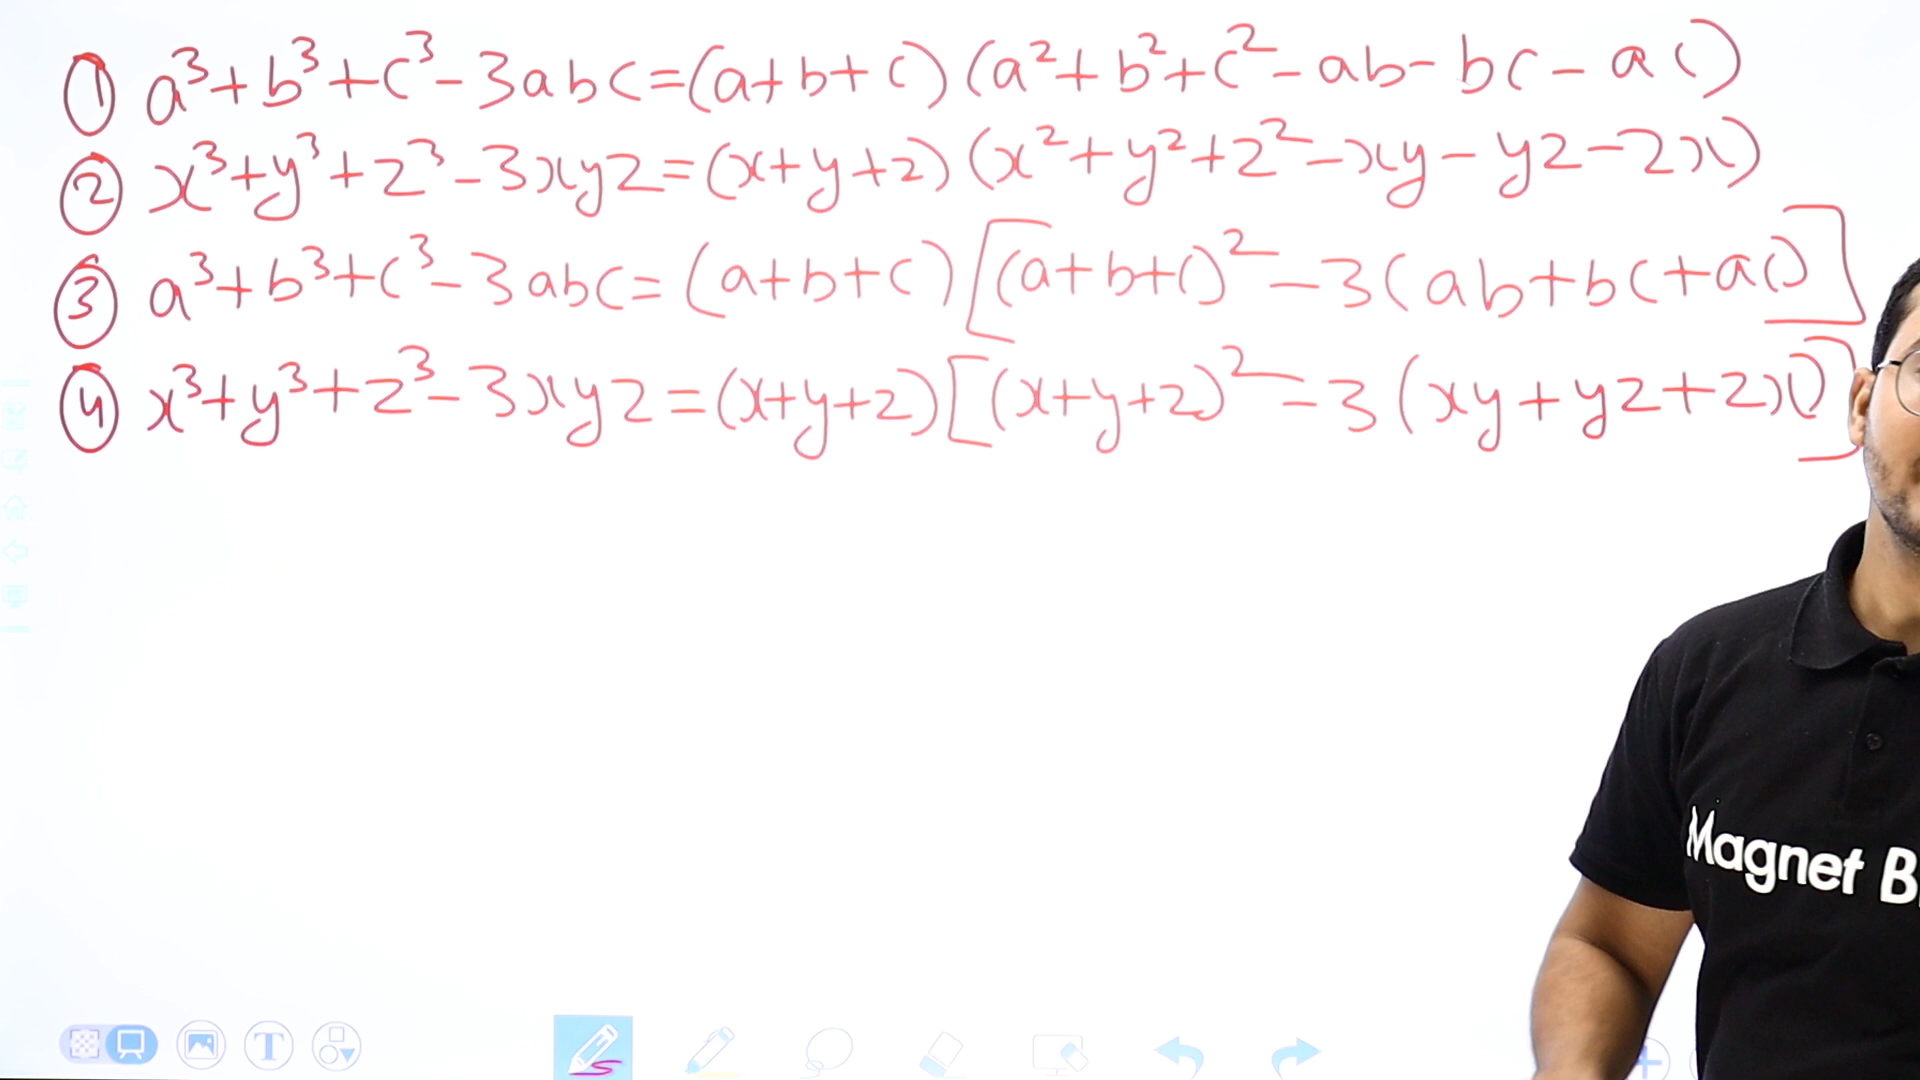 ① a³+b³+c³-3abc=(a+b+c)(a²+b²+c²-ab-bc-ac)
② x³+y³+z³-3xyz=(x+y+z)(x²+y²+z²-xy-yz-zx)
③ a³+b³+c³-3abc=(a+b+c)[(a+b+c)²-3(ab+bc+ac)]
④ x³+y³+z³-3xyz=(x+y+z)[(x+y+z)²-3(xy+yz+zx)]
Magnet B
T